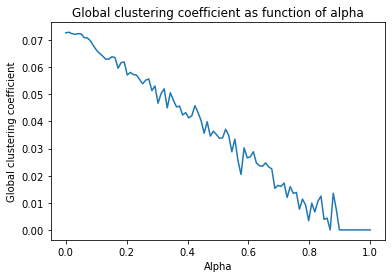 Global clustering coefficient as function of alpha
Global clustering coefficient
0.07
0.06
0.05
0.04
0.03
0.02
0.01
0.00
0.0 0.2 0.4 0.6 0.8 1.0
Alpha